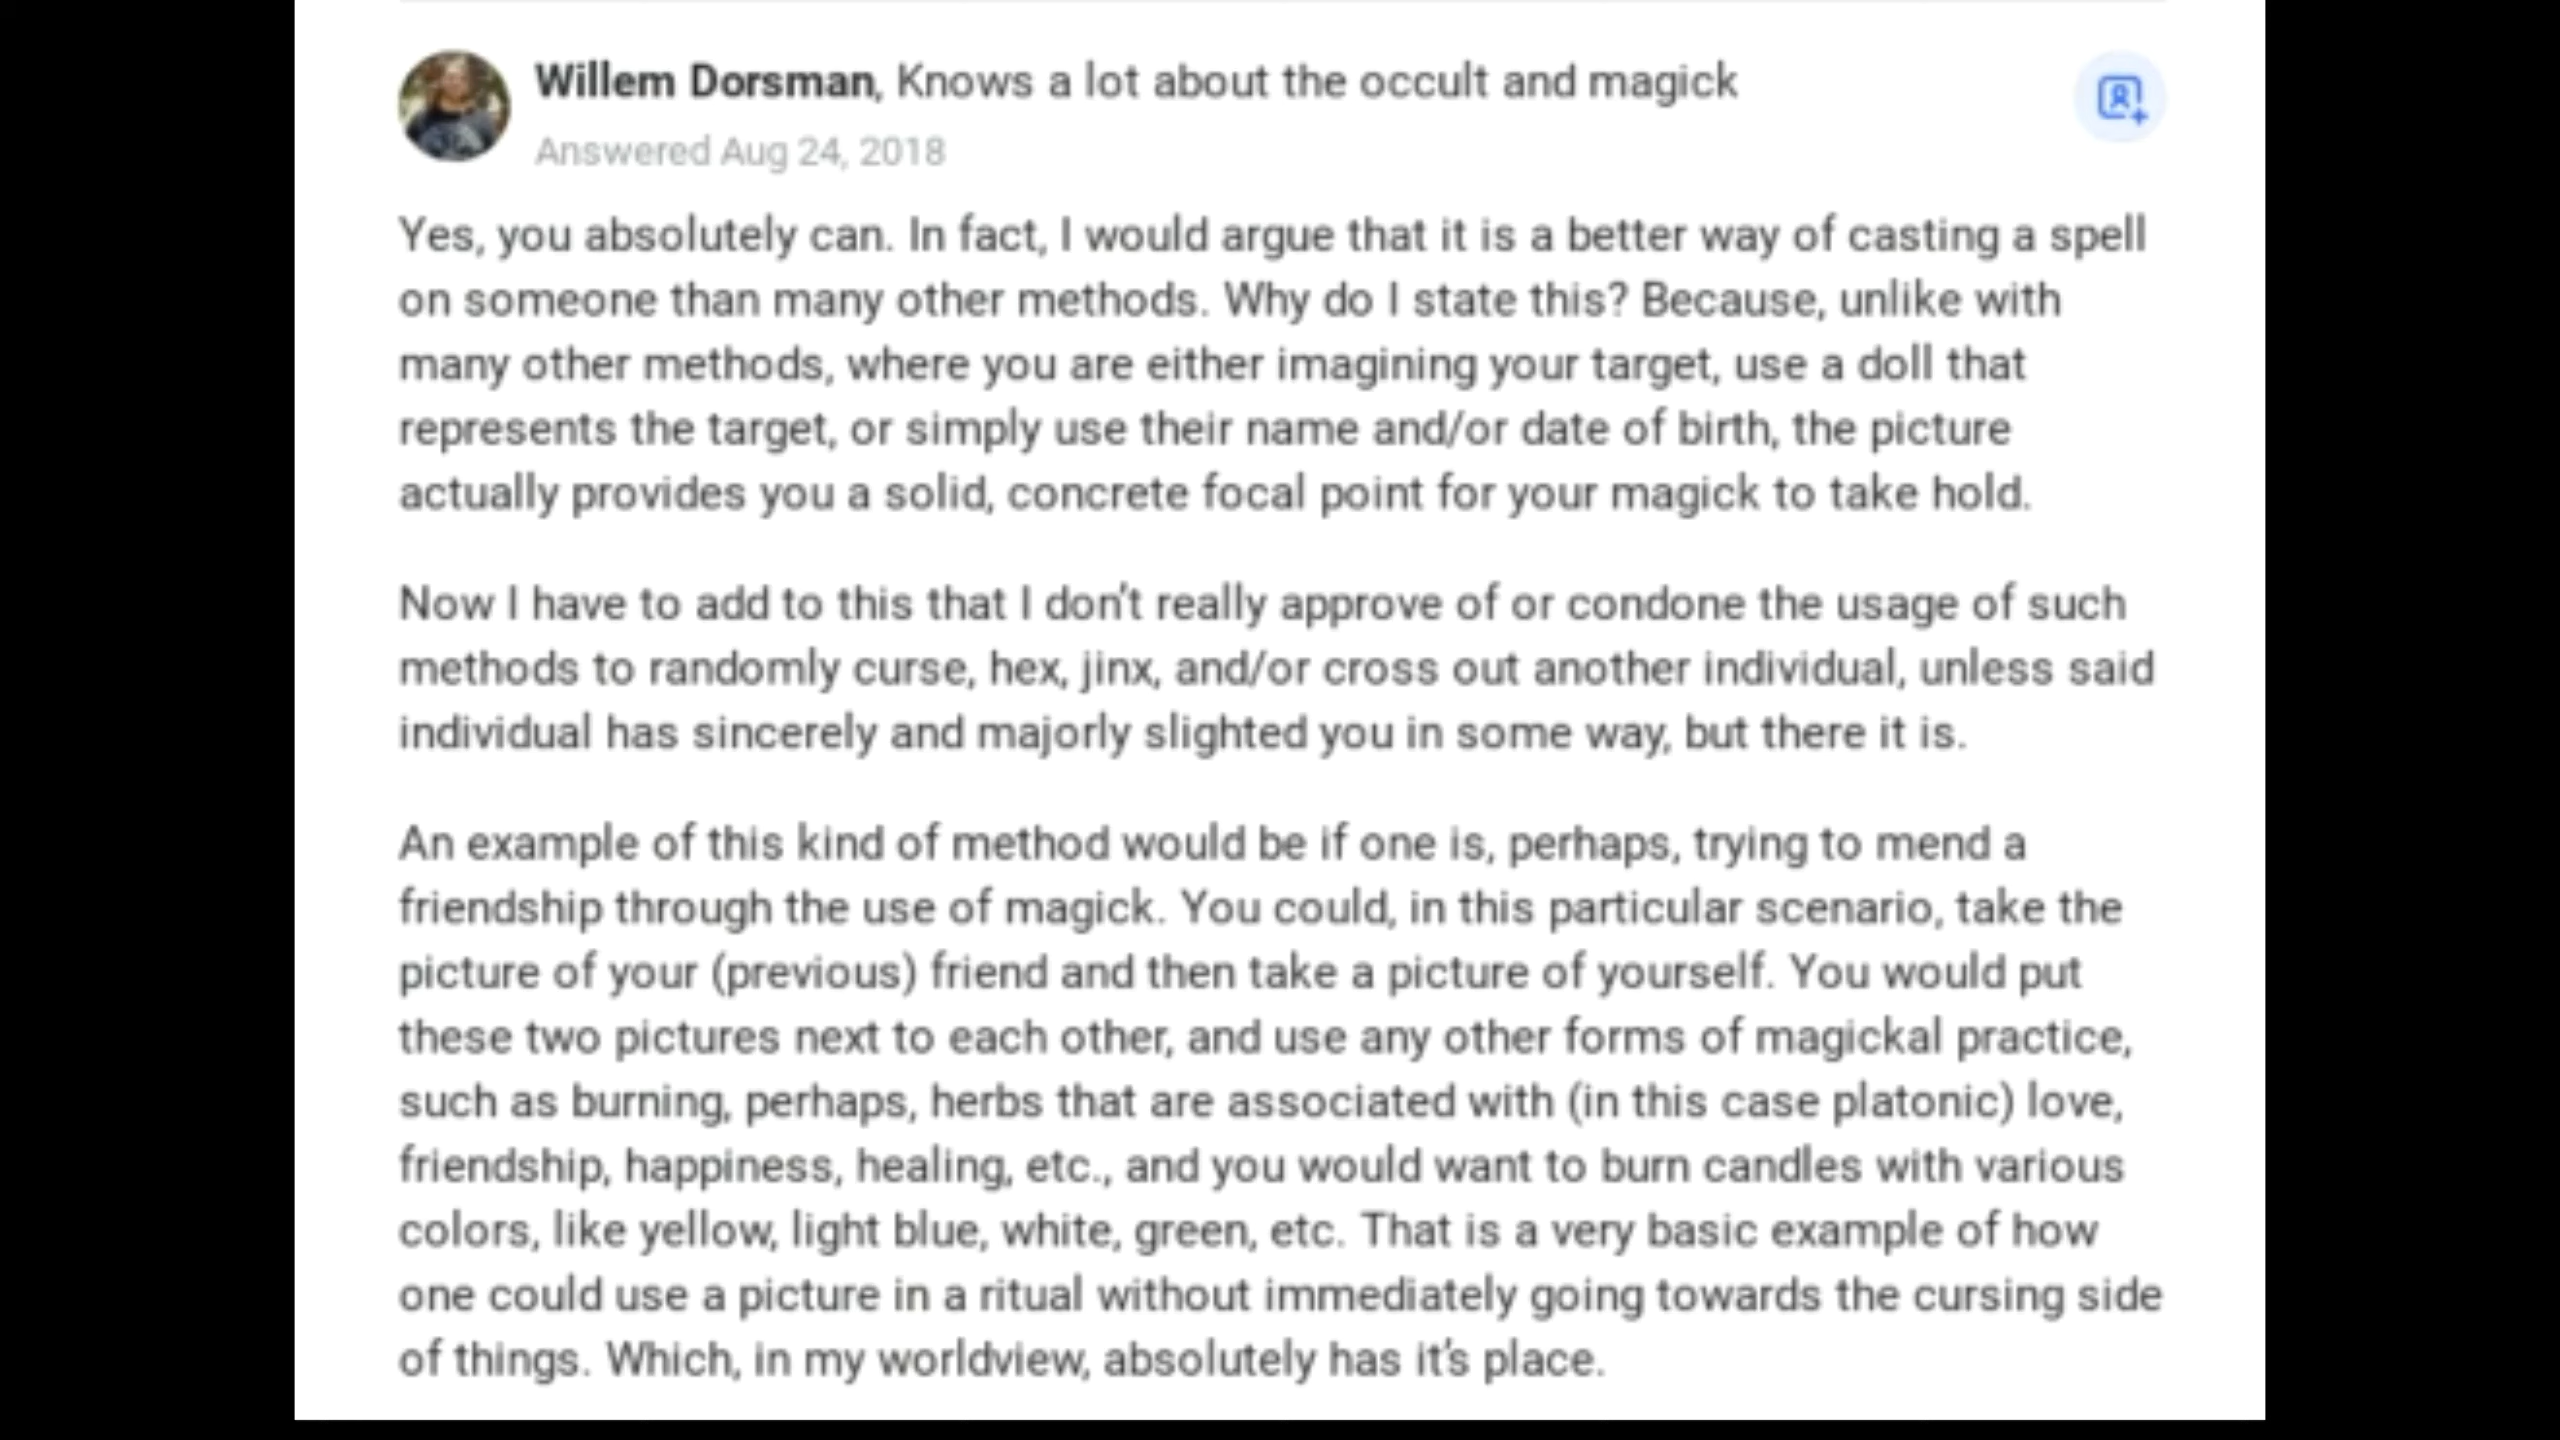 Willem Dorsman, Knows a lot about the occult and magick
Answered Aug 24, 2018
Yes, you absolutely can. In fact, I would argue that it is a better way of casting a spell
on someone than many other methods. Why do I state this? Because, unlike with
many other methods, where you are either imagining your target, use a doll that
represents the target, or simply use their name and/or date of birth, the picture
actually provides you a solid, concrete focal point for your magick to take hold.
Now I have to add to this that I don't really approve of or condone the usage of such
methods to randomly curse, hex, jinx, and/or cross out another individual, unless said
individual has sincerely and majorly slighted you in some way, but there it is.
An example of this kind of method would be if one is, perhaps, trying to mend a
friendship through the use of magick. You could, in this particular scenario, take the
picture of your (previous) friend and then take a picture of yourself. You would put
these two pictures next to each other, and use any other forms of magickal practice,
such as burning, perhaps, herbs that are associated with (in this case platonic) love,
friendship, happiness, healing, etc., and you would want to burn candles with various
colors, like yellow, light blue, white, green, etc. That is a very basic example of how
one could use a picture in a ritual without immediately going towards the cursing side
of things. Which, in my worldview, absolutely has it's place.